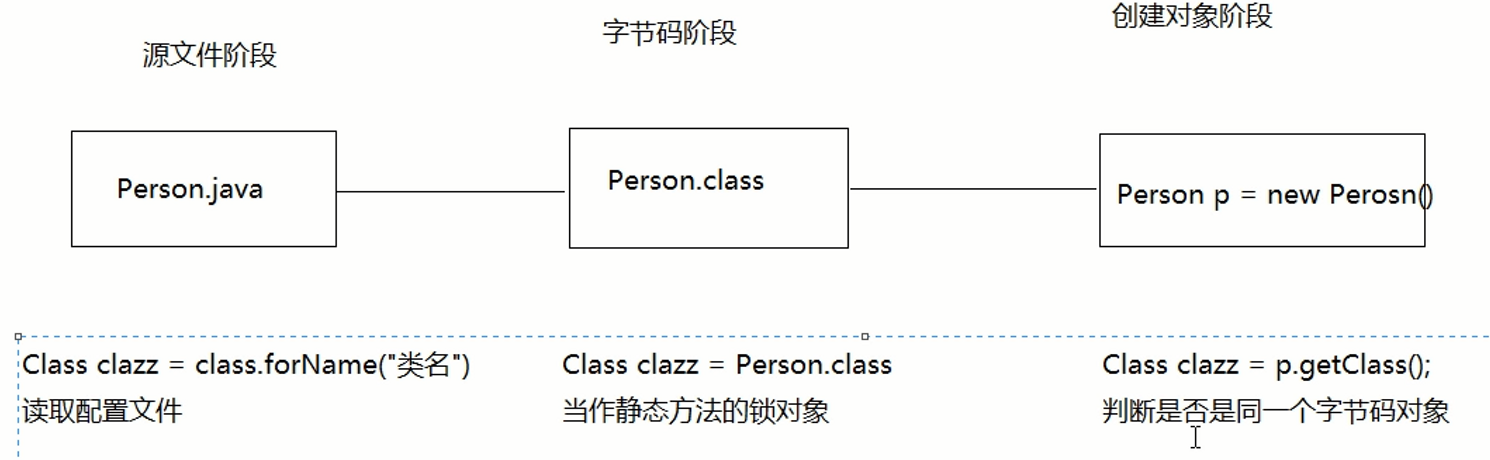 源文件阶段
字节码阶段
创建对象阶段
Person.java
Person.class
Person p = new Perosn()
Class clazz = class.forName("类名")
读取配置文件
Class clazz = Person.class
当作静态方法的锁对象
Class clazz = p.getClass();
判断是否是同一个字节码对象